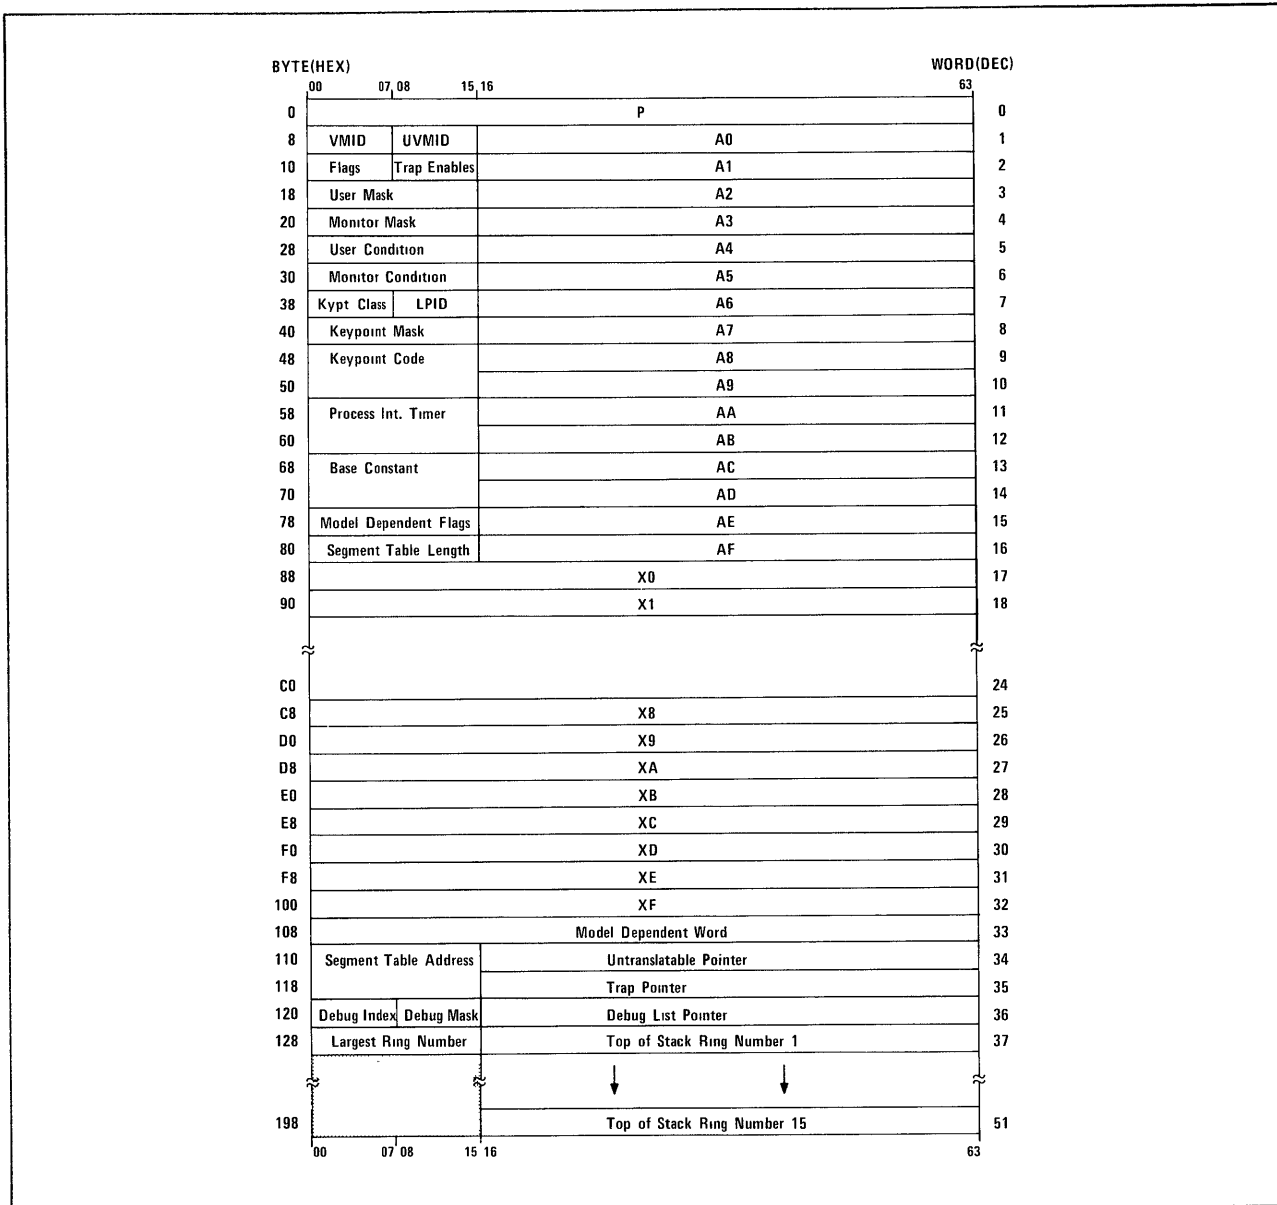 BYTE(HEX) WORD(DEC)
00 07 08 15 16 63
0 P 0
8 VMID UVMID A0 1
10 Flags Trap Enables A1 2
18 User Mask A2 3
20 Monitor Mask A3 4
28 User Condition A4 5
30 Monitor Condition A5 6
38 Kypt Class LPID A6 7
40 Keypoint Mask A7 8
48 Keypoint Code A8 9
50 A9 10
58 Process Int. Timer AA 11
60 AB 12
68 Base Constant AC 13
70 AD 14
78 Model Dependent Flags AE 15
80 Segment Table Length AF 16
88 X0 17
90 X1 18
C0 24
C8 X8 25
D0 X9 26
D8 XA 27
E0 XB 28
E8 XC 29
F0 XD 30
F8 XE 31
100 XF 32
108 Model Dependent Word 33
110 Segment Table Address Untranslatable Pointer 34
118 Trap Pointer 35
120 Debug Index Debug Mask Debug List Pointer 36
128 Largest Ring Number Top of Stack Ring Number 1 37
198 Top of Stack Ring Number 15 51
00 07 08 15 16 63